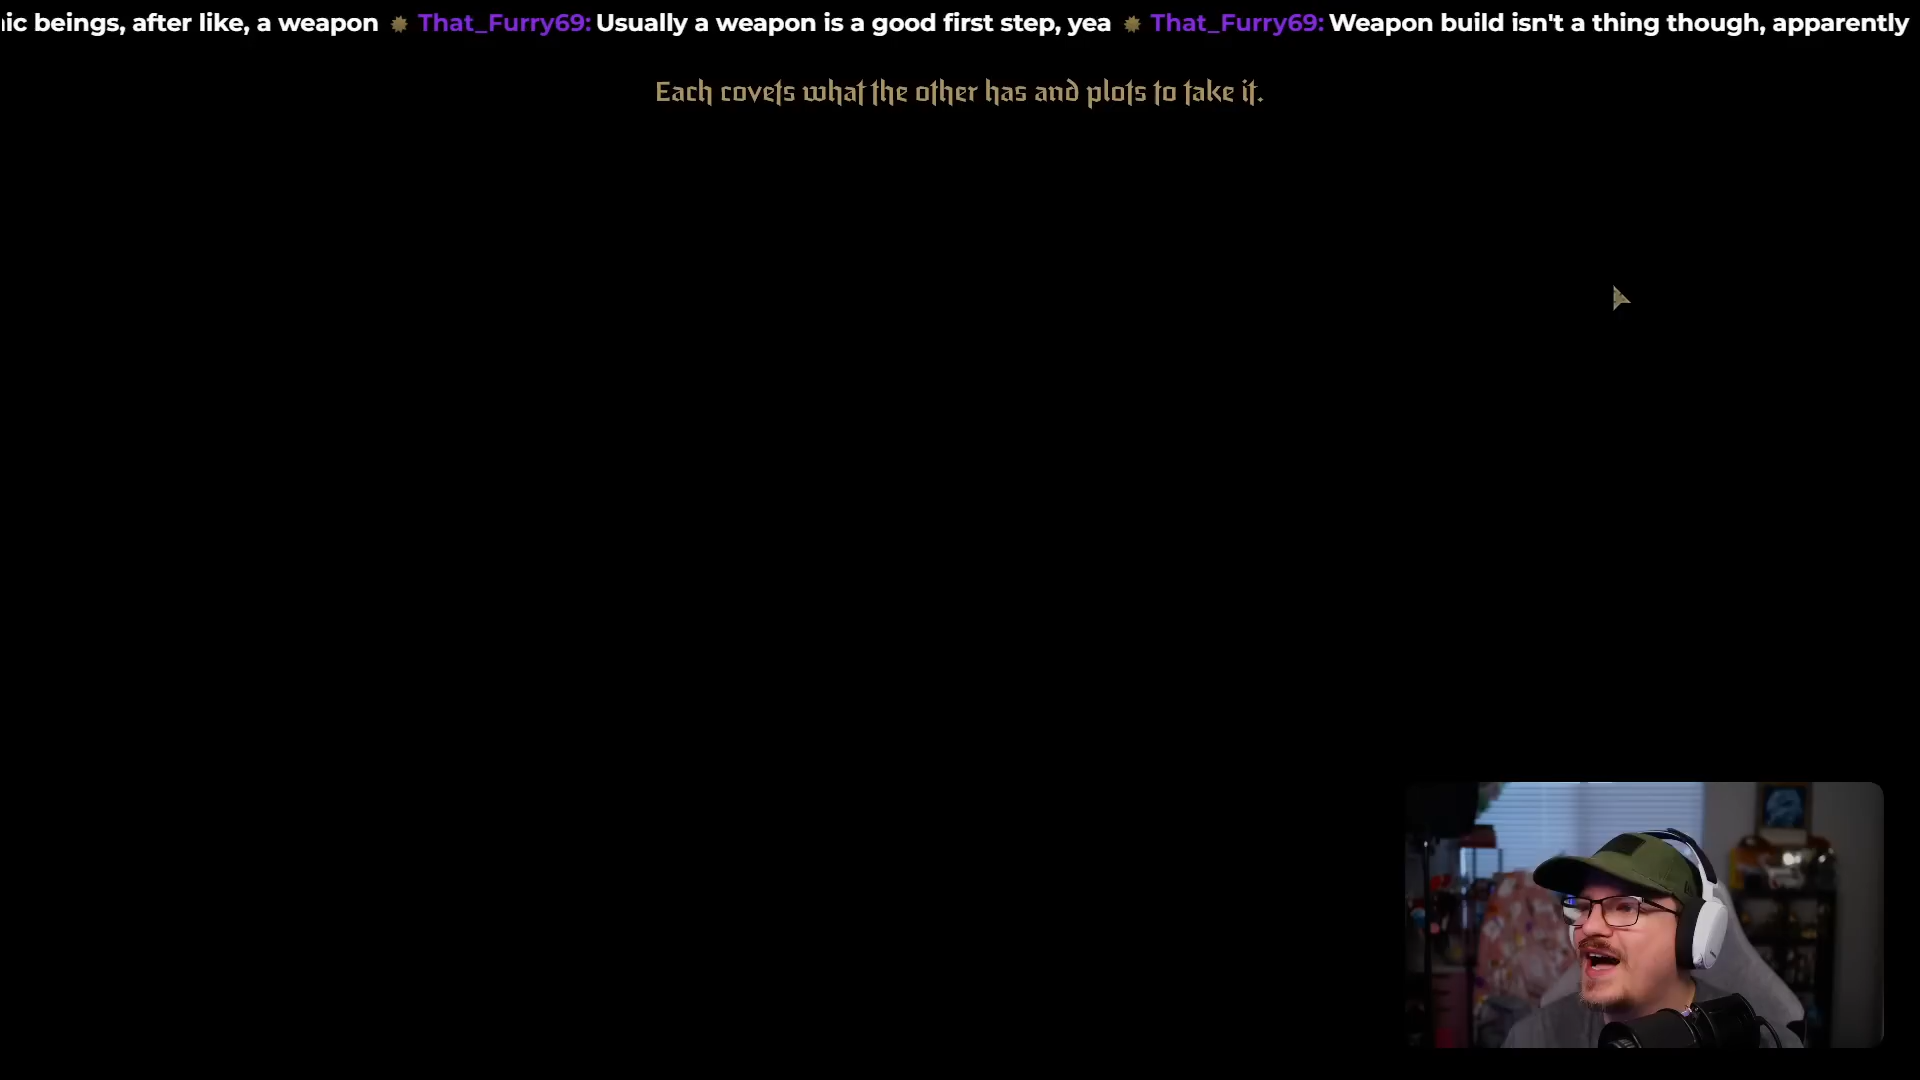 ic beings, after like, a weapon That_Furry69: Usually a weapon is a good first step, yea That_Furry69: Weapon build isn't a thing though, apparently
Each covets what the other has and plots to take it.